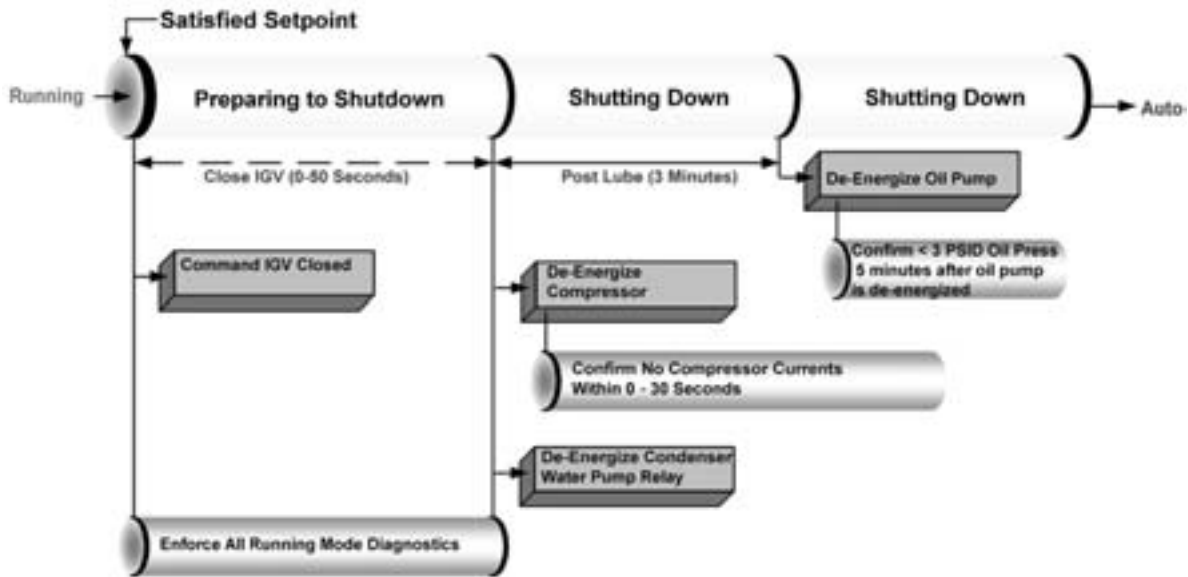 Satisfied Setpoint
Running
Preparing to Shutdown
Shutting Down
Shutting Down
Auto-
Close IGV (0-50 Seconds)
Post Lube (3 Minutes)
De-Energize Oil Pump
Confirm < 3 PSID Oil Press
5 minutes after oil pump
is de-energized
Command IGV Closed
De-Energize
Compressor
Confirm No Compressor Currents
Within 0 - 30 Seconds
De-Energize Condenser
Water Pump Relay
Enforce All Running Mode Diagnostics